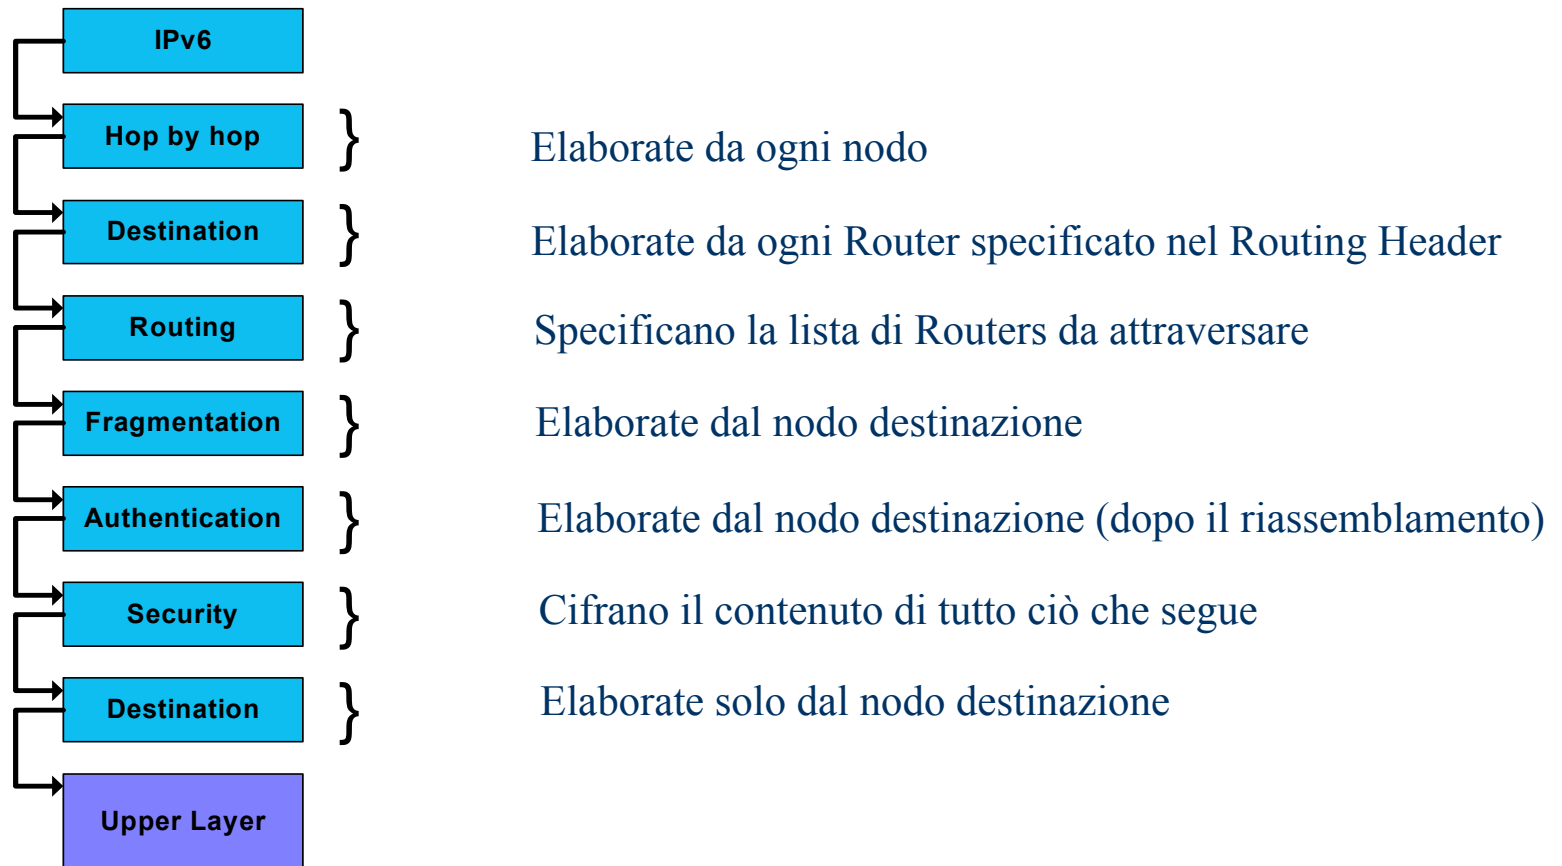 IPv6
Hop by hop
} Elaborate da ogni nodo
Destination
} Elaborate da ogni Router specificato nel Routing Header
Routing
} Specificano la lista di Routers da attraversare
Fragmentation
} Elaborate dal nodo destinazione
Authentication
} Elaborate dal nodo destinazione (dopo il riassemblamento)
Security
} Cifrano il contenuto di tutto ciò che segue
Destination
} Elaborate solo dal nodo destinazione
Upper Layer